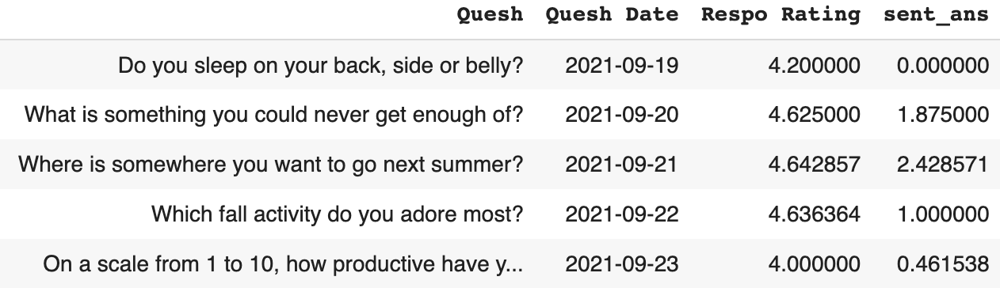 Quesh Quesh Date Respo Rating sent_ans
Do you sleep on your back, side or belly? 2021-09-19 4.200000 0.000000
What is something you could never get enough of? 2021-09-20 4.625000 1.875000
Where is somewhere you want to go next summer? 2021-09-21 4.642857 2.428571
Which fall activity do you adore most? 2021-09-22 4.636364 1.000000
On a scale from 1 to 10, how productive have y... 2021-09-23 4.000000 0.461538